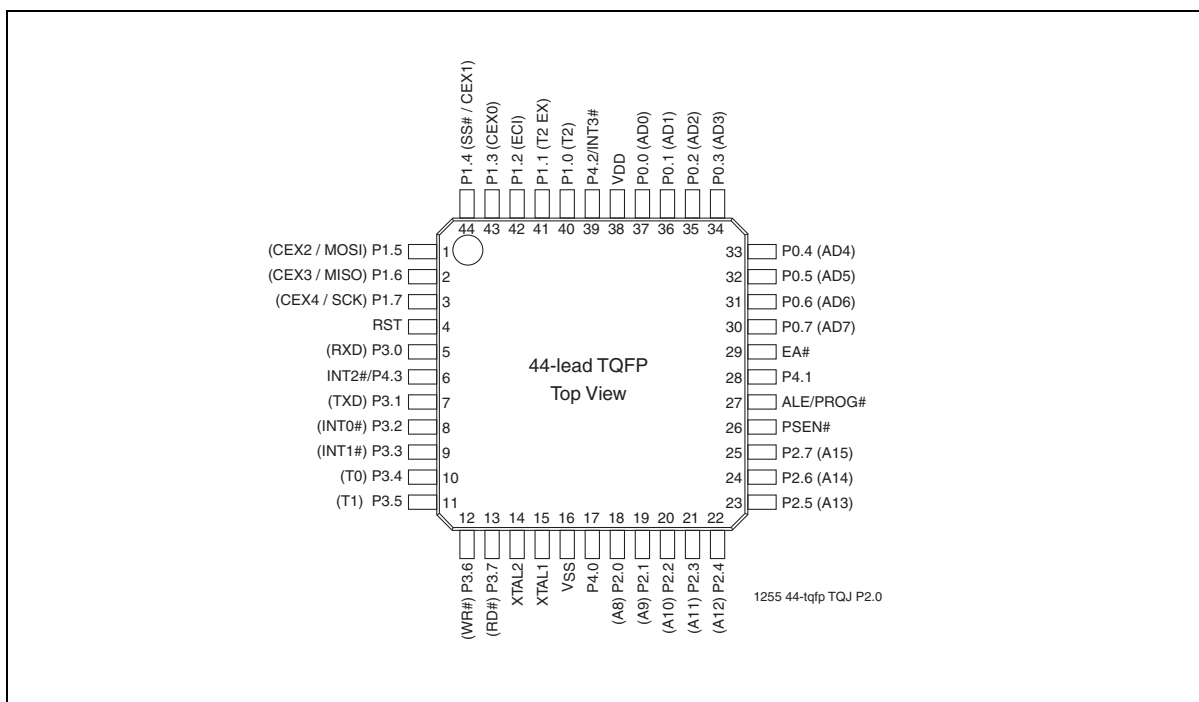 P1.4 (SS# / CEX1)
P1.3 (CEX0)
P1.2 (ECI)
P1.1 (T2 EX)
P1.0 (T2)
P4.2/INT3#
VDD
P0.0 (AD0)
P0.1 (AD1)
P0.2 (AD2)
P0.3 (AD3)
44 43 42 41 40 39 38 37 36 35 34
(CEX2 / MOSI) P1.5 1
(CEX3 / MISO) P1.6 2
(CEX4 / SCK) P1.7 3
RST 4
(RXD) P3.0 5
INT2#/P4.3 6
(TXD) P3.1 7
(INT0#) P3.2 8
(INT1#) P3.3 9
(T0) P3.4 10
(T1) P3.5 11
44-lead TQFP
Top View
33 P0.4 (AD4)
32 P0.5 (AD5)
31 P0.6 (AD6)
30 P0.7 (AD7)
29 EA#
28 P4.1
27 ALE/PROG#
26 PSEN#
25 P2.7 (A15)
24 P2.6 (A14)
23 P2.5 (A13)
12 13 14 15 16 17 18 19 20 21 22
(WR#) P3.6
(RD#) P3.7
XTAL2
XTAL1
VSS
P4.0
(A8) P2.0
(A9) P2.1
(A10) P2.2
(A11) P2.3
(A12) P2.4
1255 44-tqfp TQJ P2.0